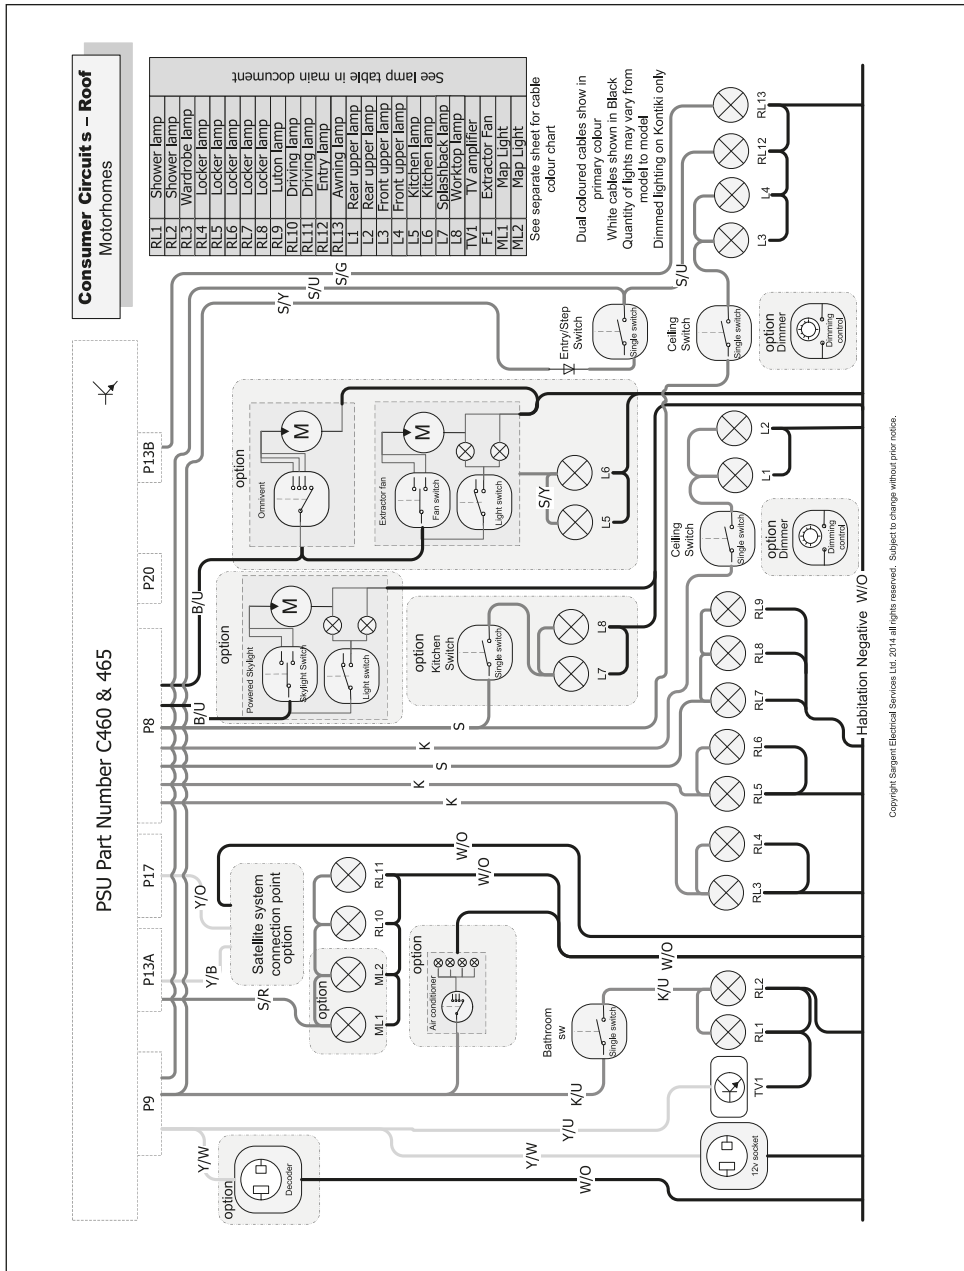 Consumer Circuit s – Roof
Motorhomes
PSU Part Number C460 & 465
P9
P13A
P17
P8
P20
P13B
RL1 Shower lamp
RL2 Shower lamp
RL3 Wardrobe lamp
RL4 Locker lamp
RL5 Locker lamp
RL6 Locker lamp
RL7 Locker lamp
RL8 Locker lamp
RL9 Luton lamp
RL10 Driving lamp
RL11 Driving lamp
RL12 Entry lamp
RL13 Awning lamp
L1 Rear upper lamp
L2 Rear upper lamp
L3 Front upper lamp
L4 Front upper lamp
L5 Kitchen lamp
L6 Kitchen lamp
L7 Splashback lamp
L8 Worktop lamp
TV1 TV amplifier
F1 Extractor Fan
ML1 Map Light
ML2 Map Light
See lamp table in main document
See separate sheet for cable
colour chart
Dual coloured cables show in
primary colour
White cables shown in Black
Quantity of lights may vary from
model to model
Dimmed lighting on Kontiki only
Y/W
Y/B
Y/O
B/U
S/Y
S/U
S/G
option
Decoder
S/R
Satellite system
connection point
option
option
ML1
ML2
RL10
RL11
W/O
W/O
option
Air conditioner
B/U
option
Powered Skylight
Skylight Switch
Light switch
option
Omnivent
M
M
Extractor fan
Fan switch
Light switch
M
S/Y
L5
L6
option
Kitchen
Switch
Single switch
L7
L8
K
K
S
K
S
Entry/Step
Switch
Single switch
S/U
Y/W
Y/U
K/U
Bathroom
sw
Single switch
K/U
W/O
W/O
Ceiling
Switch
Single switch
Ceiling
Switch
Single switch
option
Dimmer
Dimming
control
option
Dimmer
Dimming
control
12v socket
TV1
RL1
RL2
RL3
RL4
RL5
RL6
RL7
RL8
RL9
L1
L2
L3
L4
RL12
RL13
Habitation Negative W/O
Copyright Sargent Electrical Services Ltd. 2014 all rights reserved. Subject to change without prior notice.